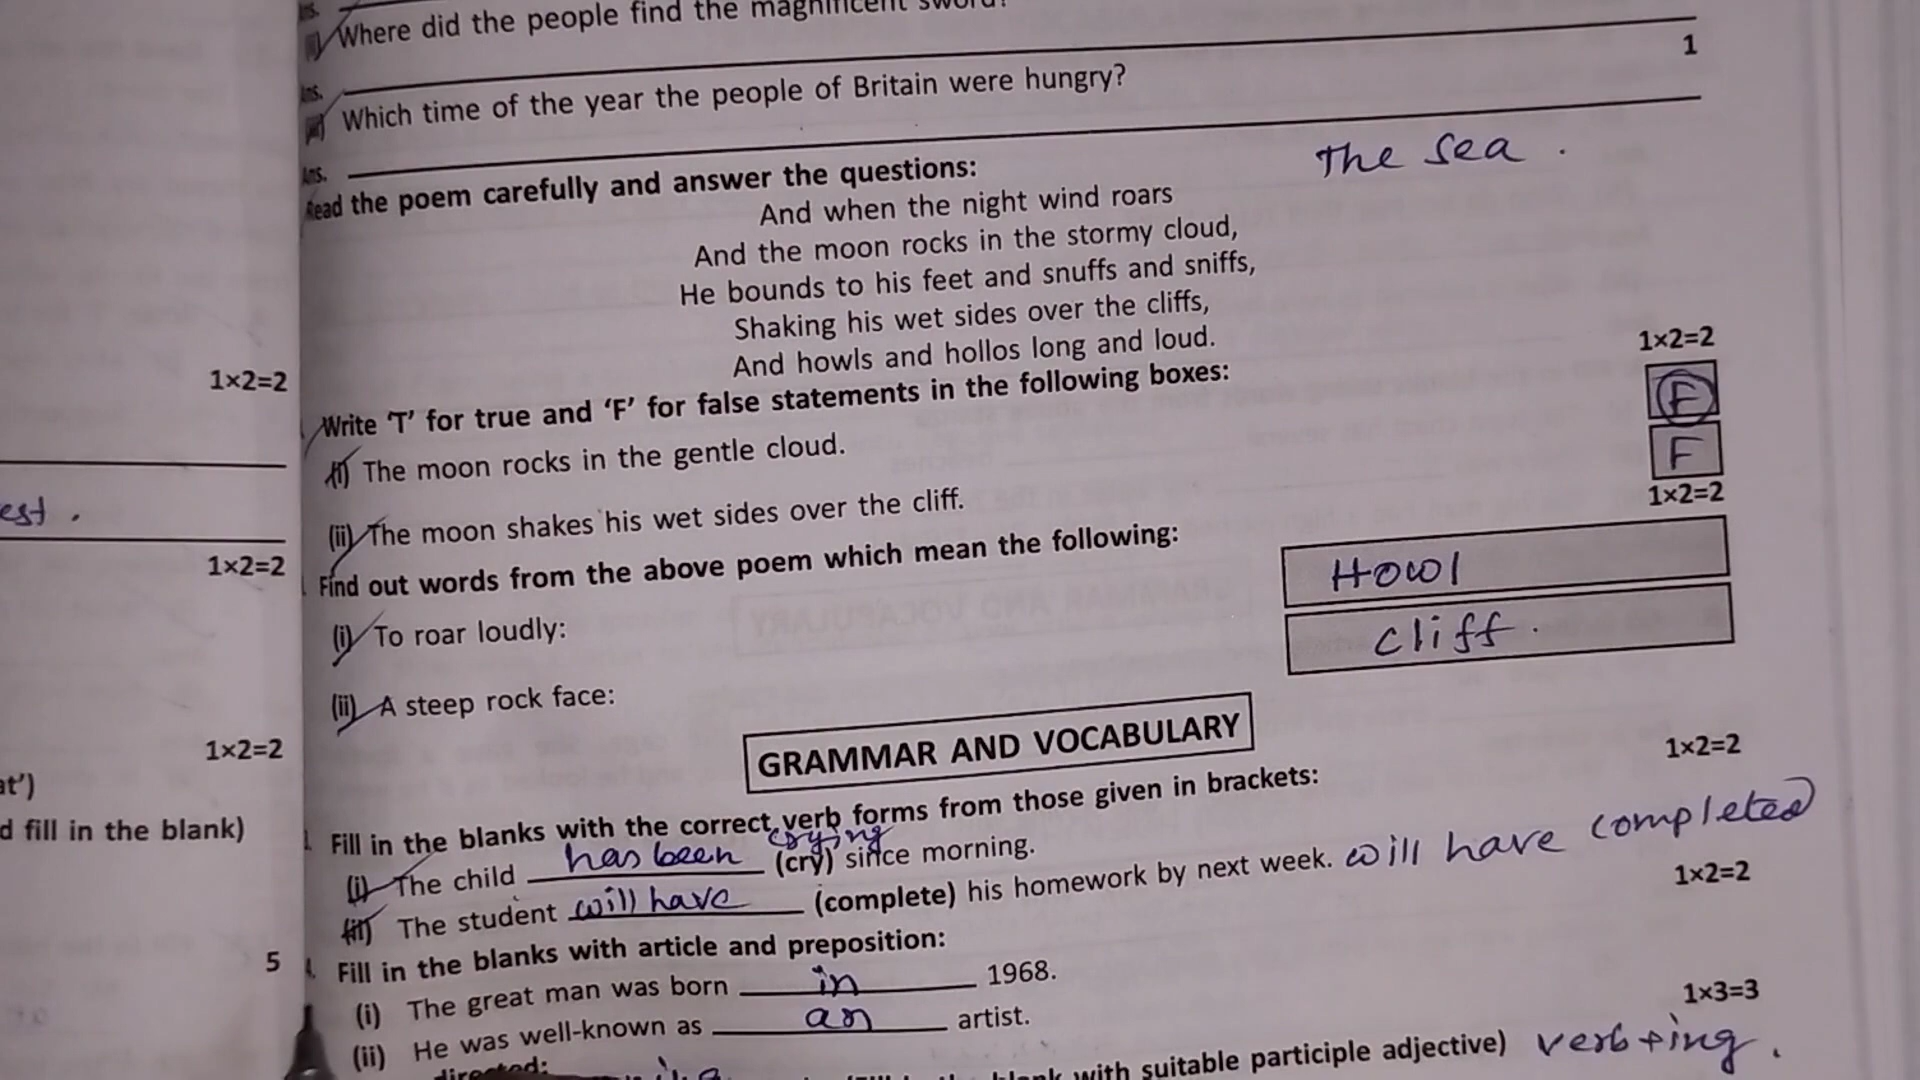 Where did the people find the magnificent sword?
Ans.
Which time of the year the people of Britain were hungry?
1
Ans.
Read the poem carefully and answer the questions:
The sea .
And when the night wind roars
And the moon rocks in the stormy cloud,
He bounds to his feet and snuffs and sniffs,
Shaking his wet sides over the cliffs,
And howls and hollos long and loud.
1×2=2
1×2=2
Write 'T' for true and 'F' for false statements in the following boxes:
(i) The moon rocks in the gentle cloud.
F
(ii) The moon shakes his wet sides over the cliff.
F
est .
1×2=2
Find out words from the above poem which mean the following:
1×2=2
(i) To roar loudly:
Howl
(ii) A steep rock face:
cliff.
GRAMMAR AND VOCABULARY
1×2=2
at')
1×2=2
d fill in the blank)
Fill in the blanks with the correct verb forms from those given in brackets:
(i) The child has been crying (cry) since morning.
(ii) The student will have (complete) his homework by next week. will have completed
1×2=2
5
Fill in the blanks with article and preposition:
(i) The great man was born in 1968.
(ii) He was well-known as an artist.
1×3=3
blank with suitable participle adjective) verb+ing .